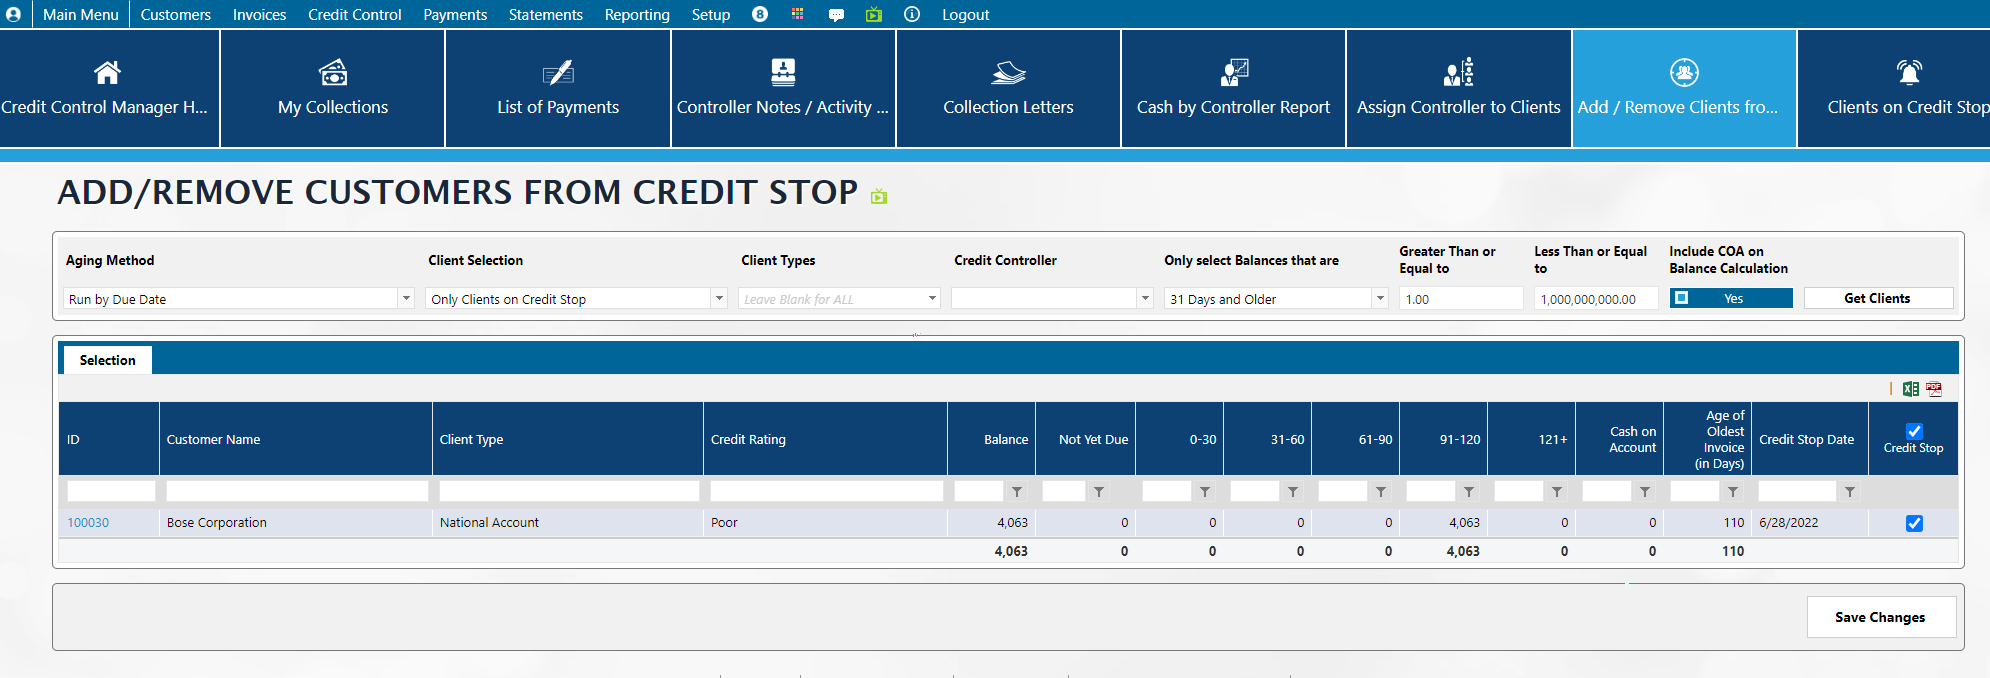 Main Menu Customers Invoices Credit Control Payments Statements Reporting Setup 8 Logout
Credit Control Manager H... My Collections List of Payments Controller Notes / Activity ... Collection Letters Cash by Controller Report Assign Controller to Clients Add / Remove Clients fro... Clients on Credit Stop
ADD/REMOVE CUSTOMERS FROM CREDIT STOP
Aging Method
Run by Due Date
Client Selection
Only Clients on Credit Stop
Client Types
Leave Blank for ALL
Credit Controller
Only select Balances that are
31 Days and Older
Greater Than or
Equal to
1.00
Less Than or Equal
to
1,000,000,000.00
Include COA on
Balance Calculation
Yes
Get Clients
Selection
PDF
ID Customer Name Client Type Credit Rating Balance Not Yet Due 0-30 31-60 61-90 91-120 121+
Cash on
Account
Age of
Oldest
Invoice
(in Days)
Credit Stop Date
Credit Stop
100030 Bose Corporation National Account Poor 4,063 0 0 0 0 4,063 0 0 110 6/28/2022
4,063 0 0 0 0 4,063 0 0 110
Save Changes